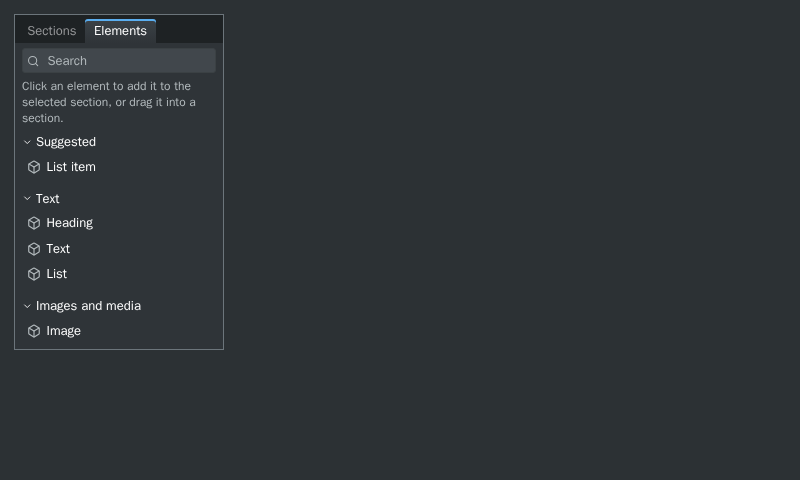 Sections Elements
Search
Click an element to add it to the
selected section, or drag it into a
section.
Suggested
List item
Text
Heading
Text
List
Images and media
Image